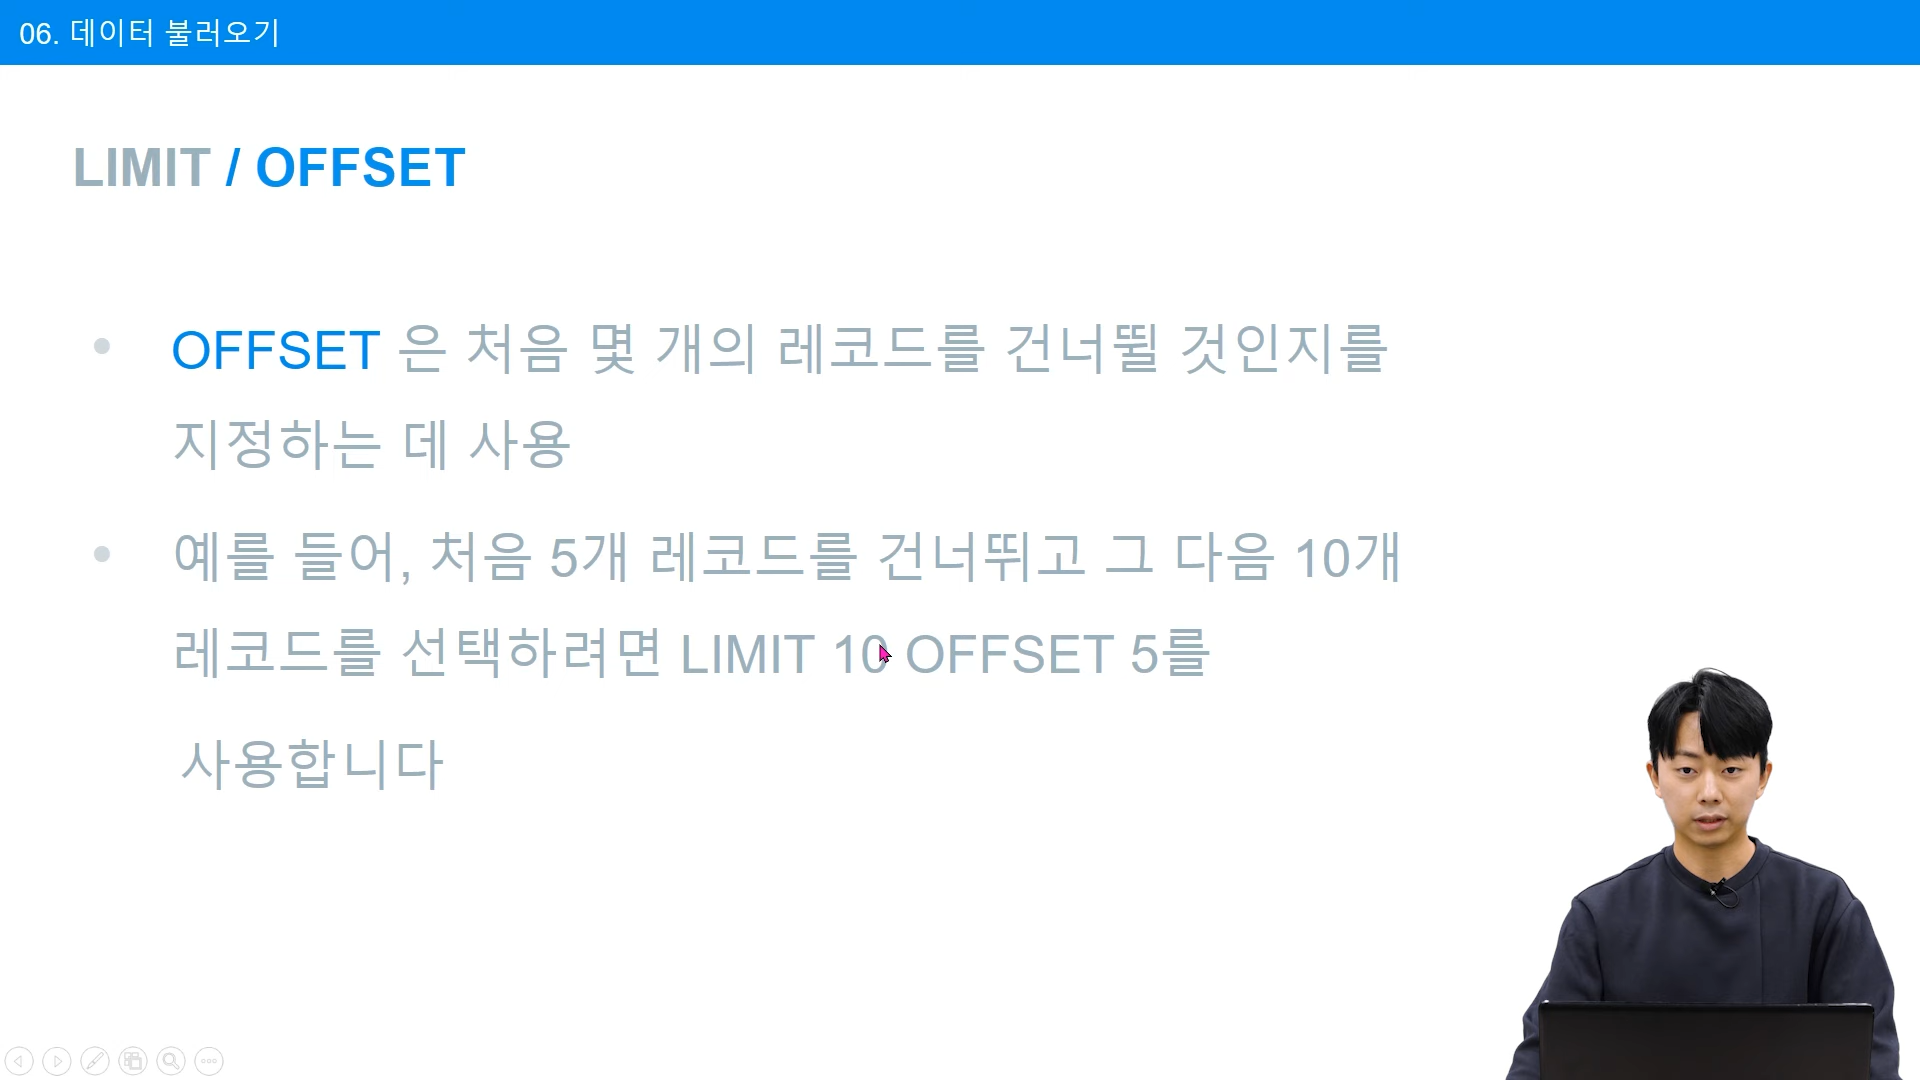 06. 데이터 불러오기
LIMIT / OFFSET
OFFSET 은 처음 몇 개의 레코드를 건너뛸 것인지를
지정하는 데 사용
예를 들어, 처음 5개 레코드를 건너뛰고 그 다음 10개
레코드를 선택하려면 LIMIT 10 OFFSET 5를
사용합니다